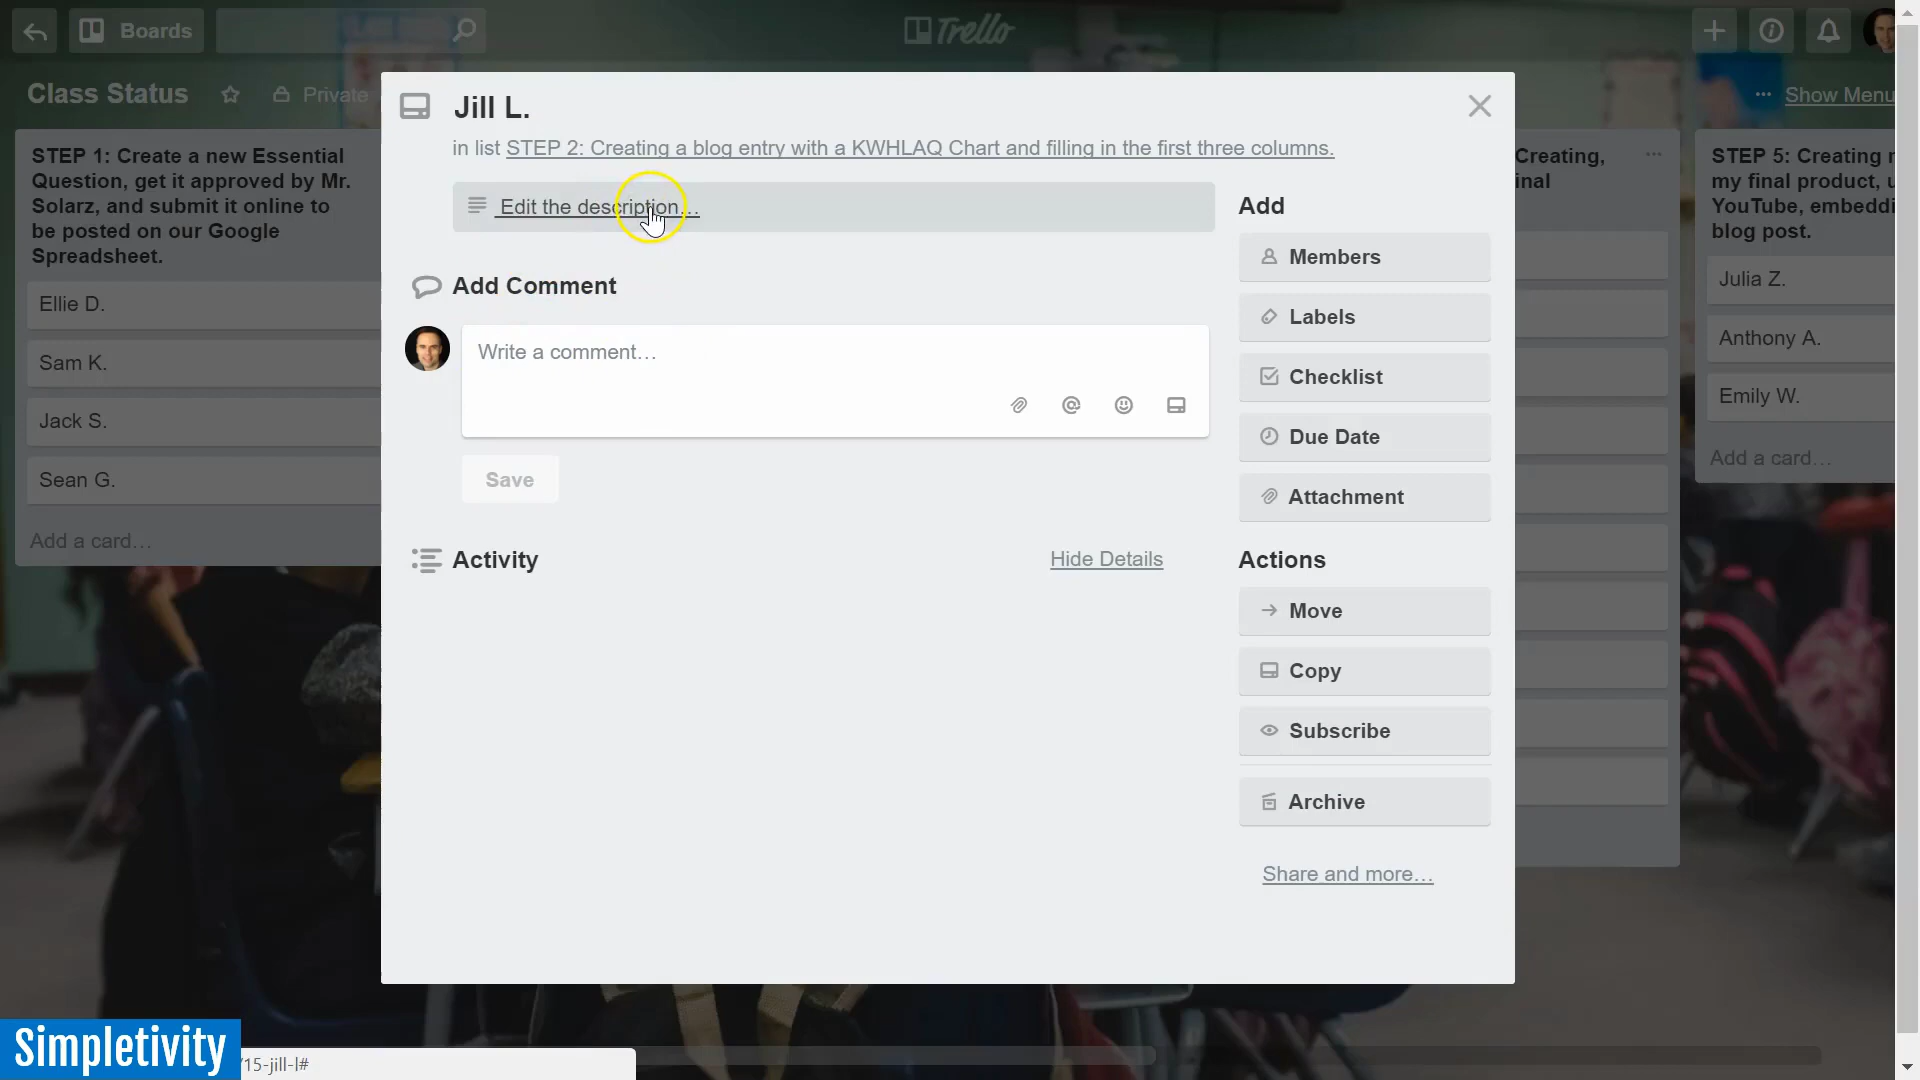 Boards
Trello
Class Status
Private
Show Menu
STEP 1: Create a new Essential
Question, get it approved by Mr.
Solarz, and submit it online to
be posted on our Google
Spreadsheet.
Ellie D.
Sam K.
Jack S.
Sean G.
Add a card…
Jill L.
in list STEP 2: Creating a blog entry with a KWHLAQ Chart and filling in the first three columns.
Edit the description…
Add Comment
Write a comment…
Save
Activity
Hide Details
Add
Members
Labels
Checklist
Due Date
Attachment
Actions
Move
Copy
Subscribe
Archive
Share and more…
Creating,
STEP 5: Creating
my final product,
YouTube,
blog post.
Julia Z.
Anthony A.
Emily W.
Add a card…
Simpletivity
/15-jill-l#